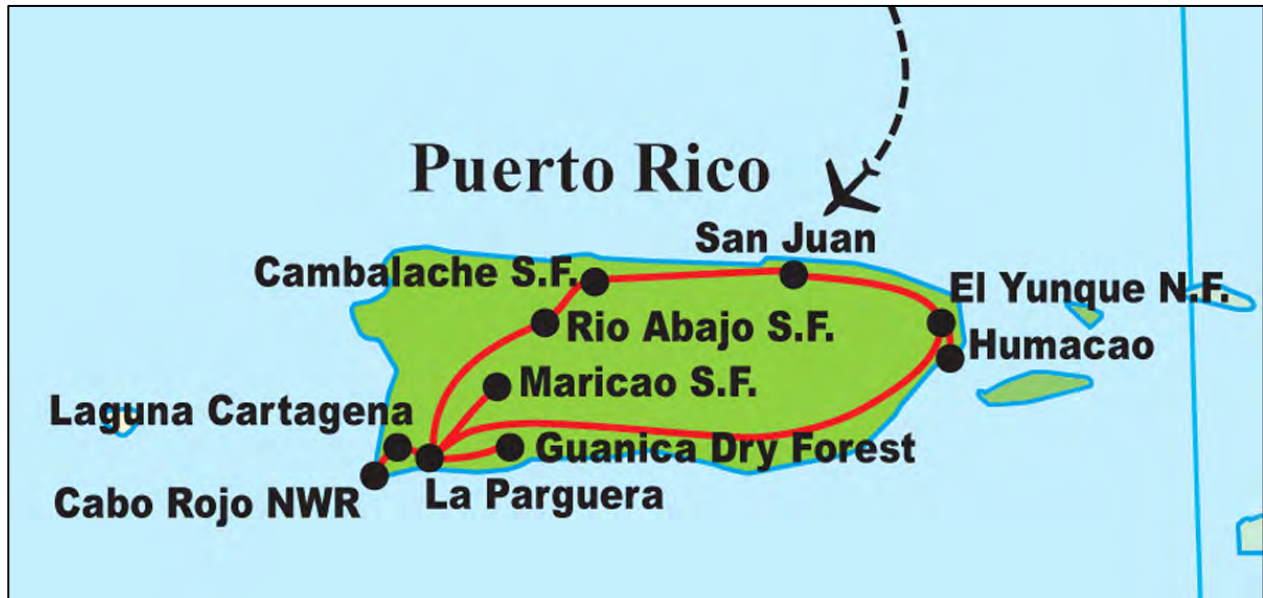 Puerto Rico
San Juan
Cambalache S.F.
El Yunque N.F.
Rio Abajo S.F.
Humacao
Maricao S.F.
Laguna Cartagena
Guanica Dry Forest
La Parguera
Cabo Rojo NWR